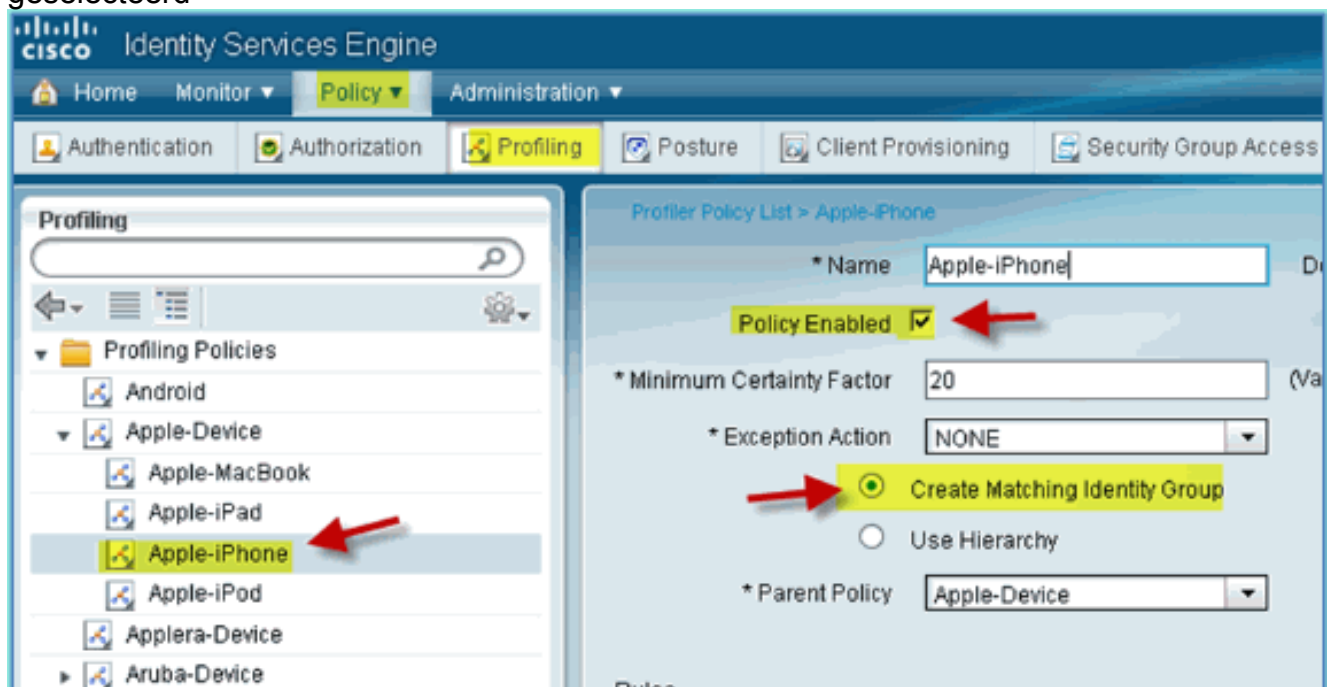 geselecteerd
CISCO Identity Services Engine
Home Monitor Policy Administration
Authentication Authorization Profiling Posture Client Provisioning Security Group Access
Profiling
Profiling Policies
Android
Apple-Device
Apple-MacBook
Apple-iPad
Apple-iPhone
Apple-iPod
Applera-Device
Aruba-Device
Profiler Policy List > Apple-iPhone
* Name Apple-iPhone
Policy Enabled
* Minimum Certainty Factor 20 (Va
* Exception Action NONE
Create Matching Identity Group
Use Hierarchy
* Parent Policy Apple-Device